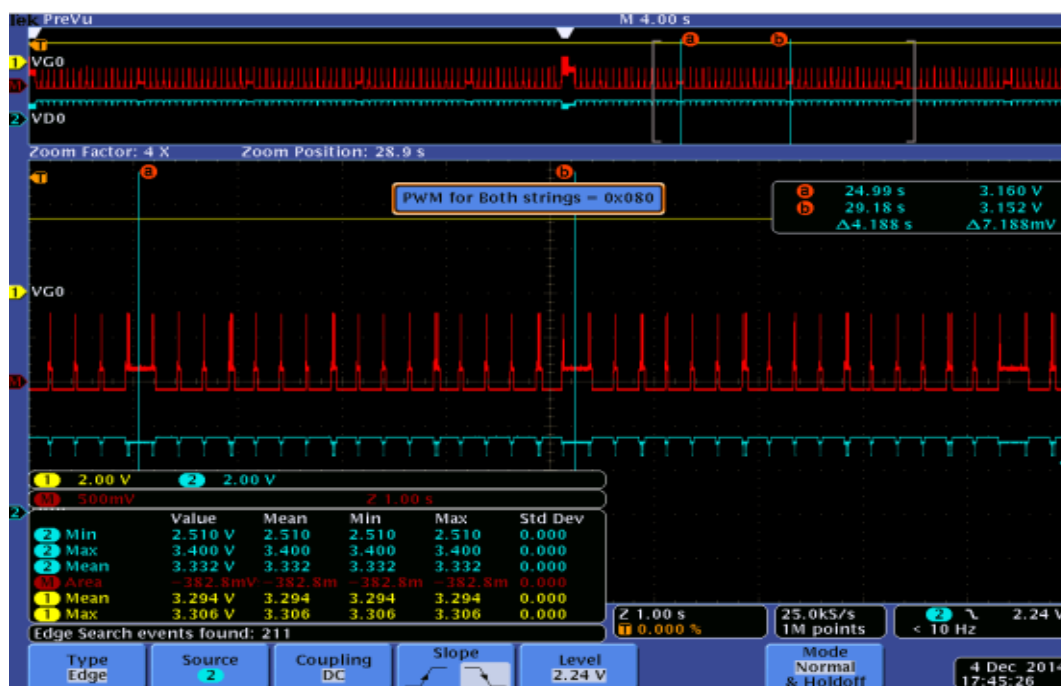 Tek PreVu M 4.00 s
a b
T
1 VG0
M
2 VD0
Zoom Factor: 4 X Zoom Position: 28.9 s
a b
T
PWM for Both strings = 0x080
a 24.99 s 3.160 V
b 29.18 s 3.152 V
Δ4.188 s Δ7.188mV
1 VG0
M
1 2.00 V 2 2.00 V
M 500mV Z 1.00 s
2
Value Mean Min Max Std Dev
2 Min 2.510 V 2.510 2.510 2.510 0.000
2 Max 3.400 V 3.400 3.400 3.400 0.000
2 Mean 3.332 V 3.332 3.332 3.332 0.000
M Area -382.8mV -382.8m -382.8m -382.8m 0.000
1 Mean 3.294 V 3.294 3.294 3.294 0.000
1 Max 3.306 V 3.306 3.306 3.306 0.000
Z 1.00 s 25.0kS/s 2 2.24 V
T 0.000 % 1M points < 10 Hz
Edge Search events found: 211
Type Source Coupling Slope Level Mode
Edge 2 DC 2.24 V Normal
& Holdoff
4 Dec 2014
17:45:26